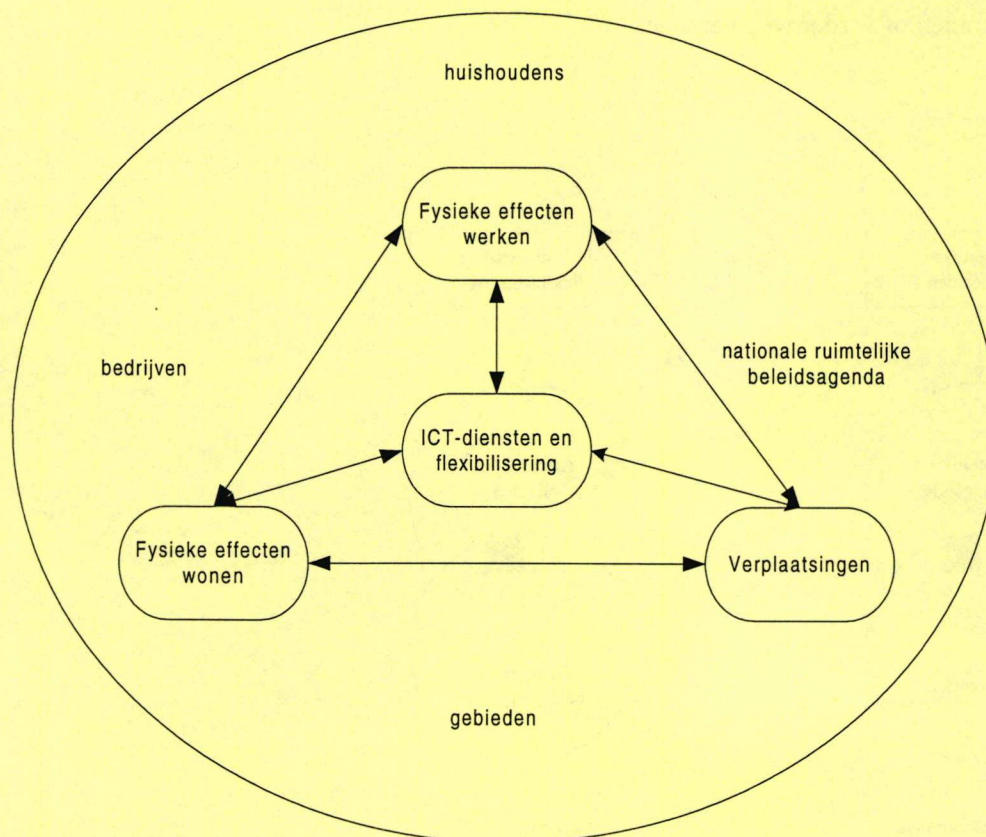 huishoudens
Fysieke effecten
werken
bedrijven
nationale ruimtelijke
beleidsagenda
ICT-diensten en
flexibilisering
Fysieke effecten
wonen
Verplaatsingen
gebieden